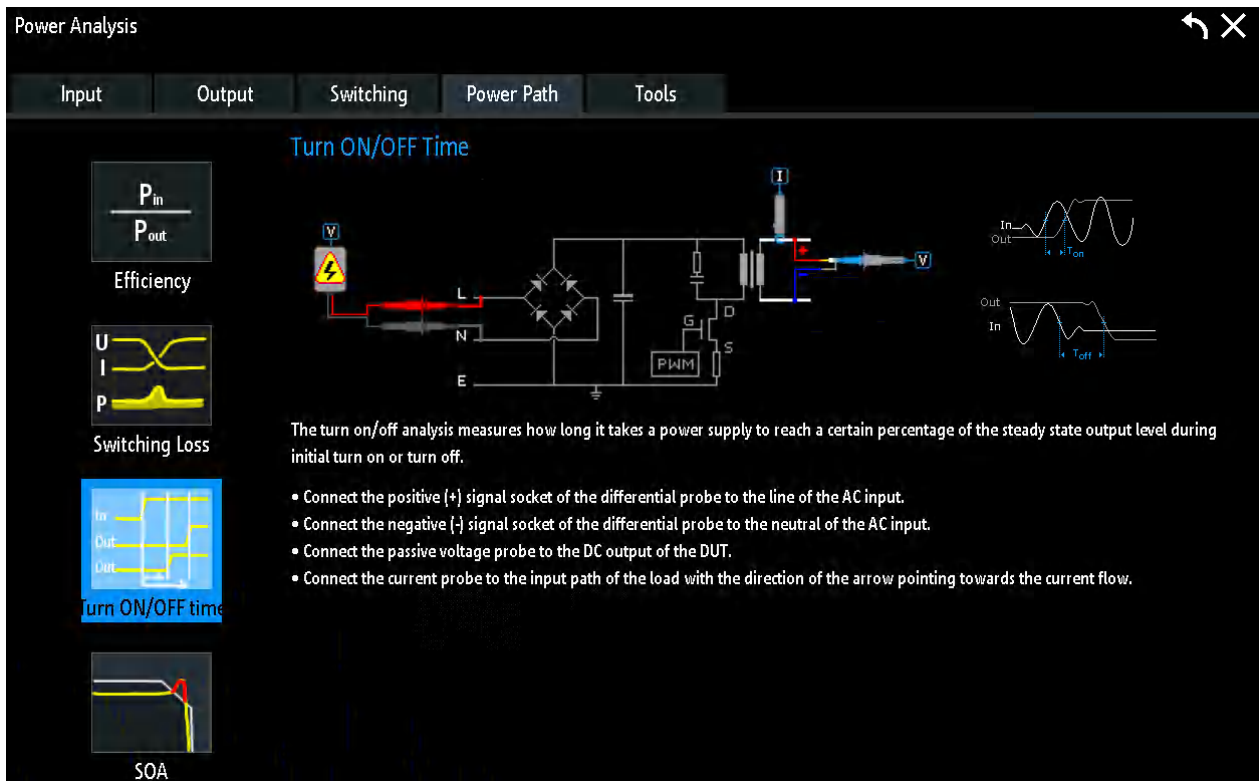 Power Analysis
Input
Output
Switching
Power Path
Tools
Turn ON/OFF Time
Pin
Pout
Efficiency
U
I
P
Switching Loss
In
Out
Out
Turn ON/OFF time
SOA
V
I
V
L
N
E
G
D
S
PWM
In
Out
Ton
Out
In
Toff
The turn on/off analysis measures how long it takes a power supply to reach a certain percentage of the steady state output level during
initial turn on or turn off.
• Connect the positive (+) signal socket of the differential probe to the line of the AC input.
• Connect the negative (-) signal socket of the differential probe to the neutral of the AC input.
• Connect the passive voltage probe to the DC output of the DUT.
• Connect the current probe to the input path of the load with the direction of the arrow pointing towards the current flow.